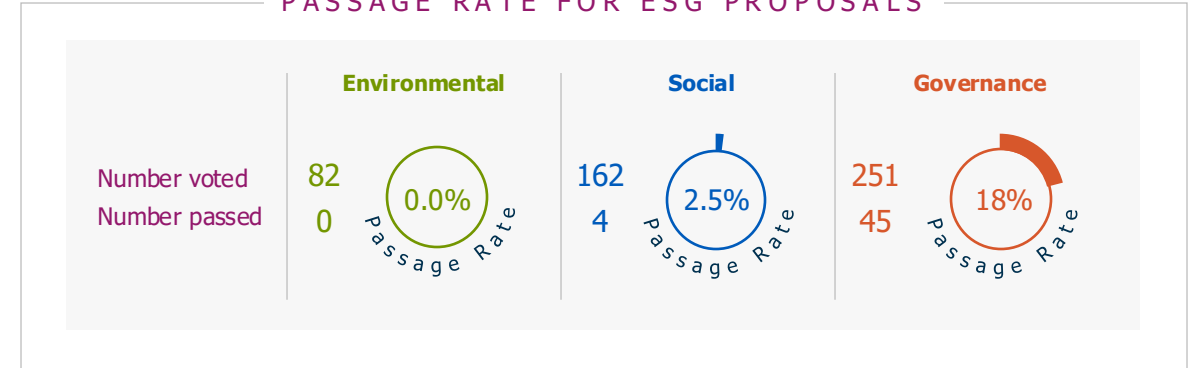 PASSAGE RATE FOR ESG PROPOSALS
Environmental
Social
Governance
Number voted
82
162
251
Number passed
0
4
45
0.0%
Passage Rate
2.5%
Passage Rate
18%
Passage Rate